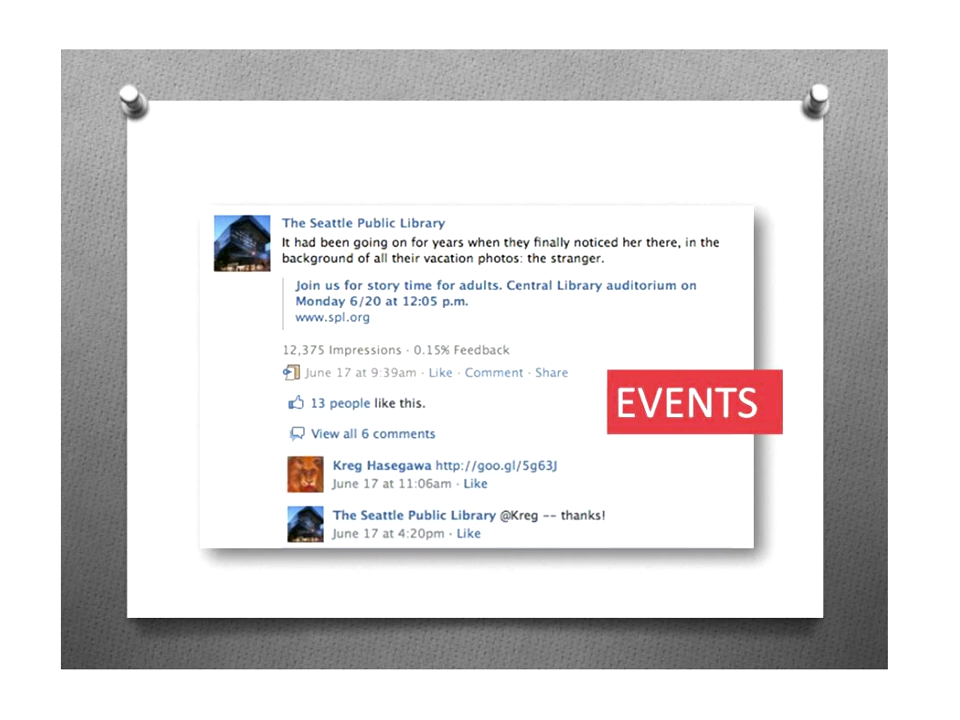 The Seattle Public Library
It had been going on for years when they finally noticed her there, in the
background of all their vacation photos: the stranger.
Join us for story time for adults. Central Library auditorium on
Monday 6/20 at 12:05 p.m.
www.spl.org
12,375 Impressions · 0.15% Feedback
June 17 at 9:39am · Like · Comment · Share
EVENTS
13 people like this.
View all 6 comments
Kreg Hasegawa http://goo.gl/5g63J
June 17 at 11:06am · Like
The Seattle Public Library @Kreg -- thanks!
June 17 at 4:20pm · Like